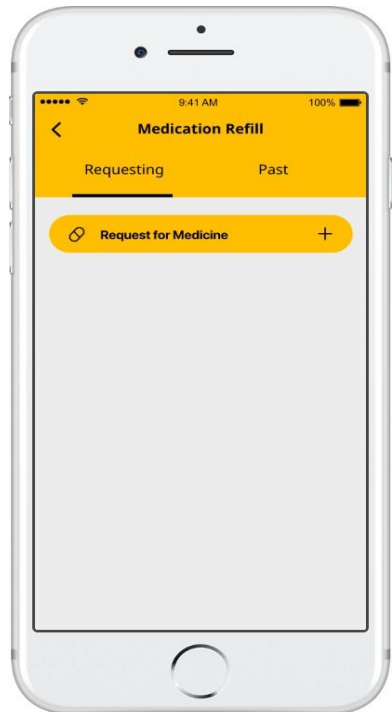 9:41 AM 100%
Medication Refill
Requesting Past
Request for Medicine